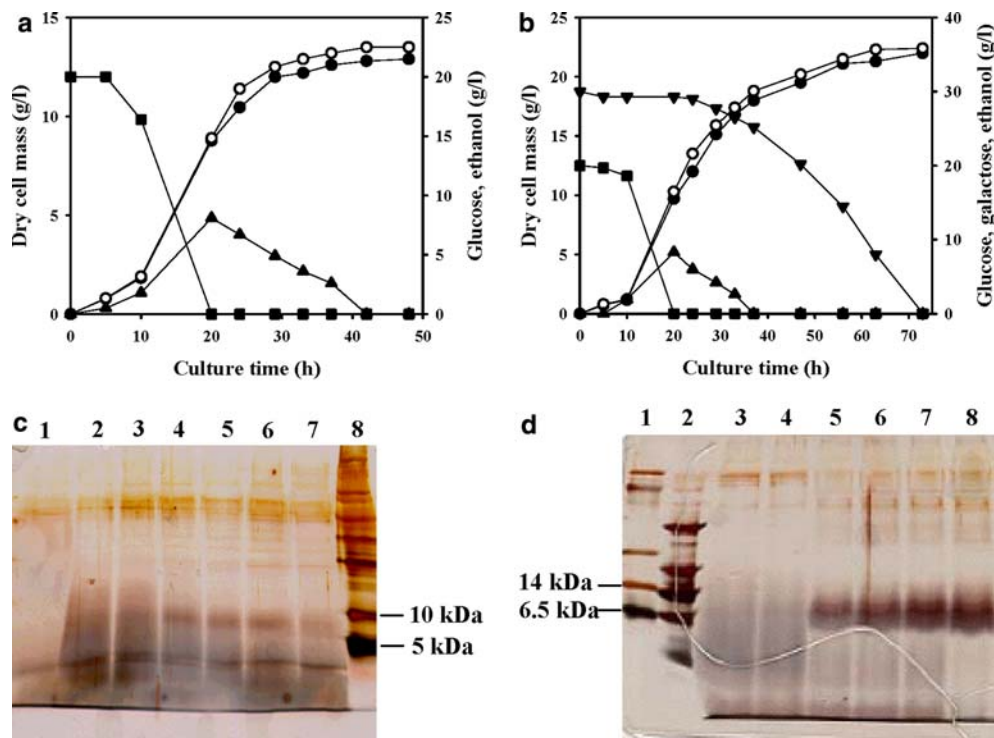 a
15
10
5
0
Dry cell mass (g/l)
25
20
15
10
5
0
Glucose, ethanol (g/l)
0 10 20 30 40 50
Culture time (h)
b
25
20
15
10
5
0
Dry cell mass (g/l)
40
30
20
10
0
Glucose, galactose, ethanol (g/l)
0 10 20 30 40 50 60 70
Culture time (h)
c
1 2 3 4 5 6 7 8
10 kDa
5 kDa
d
1 2 3 4 5 6 7 8
14 kDa
6.5 kDa